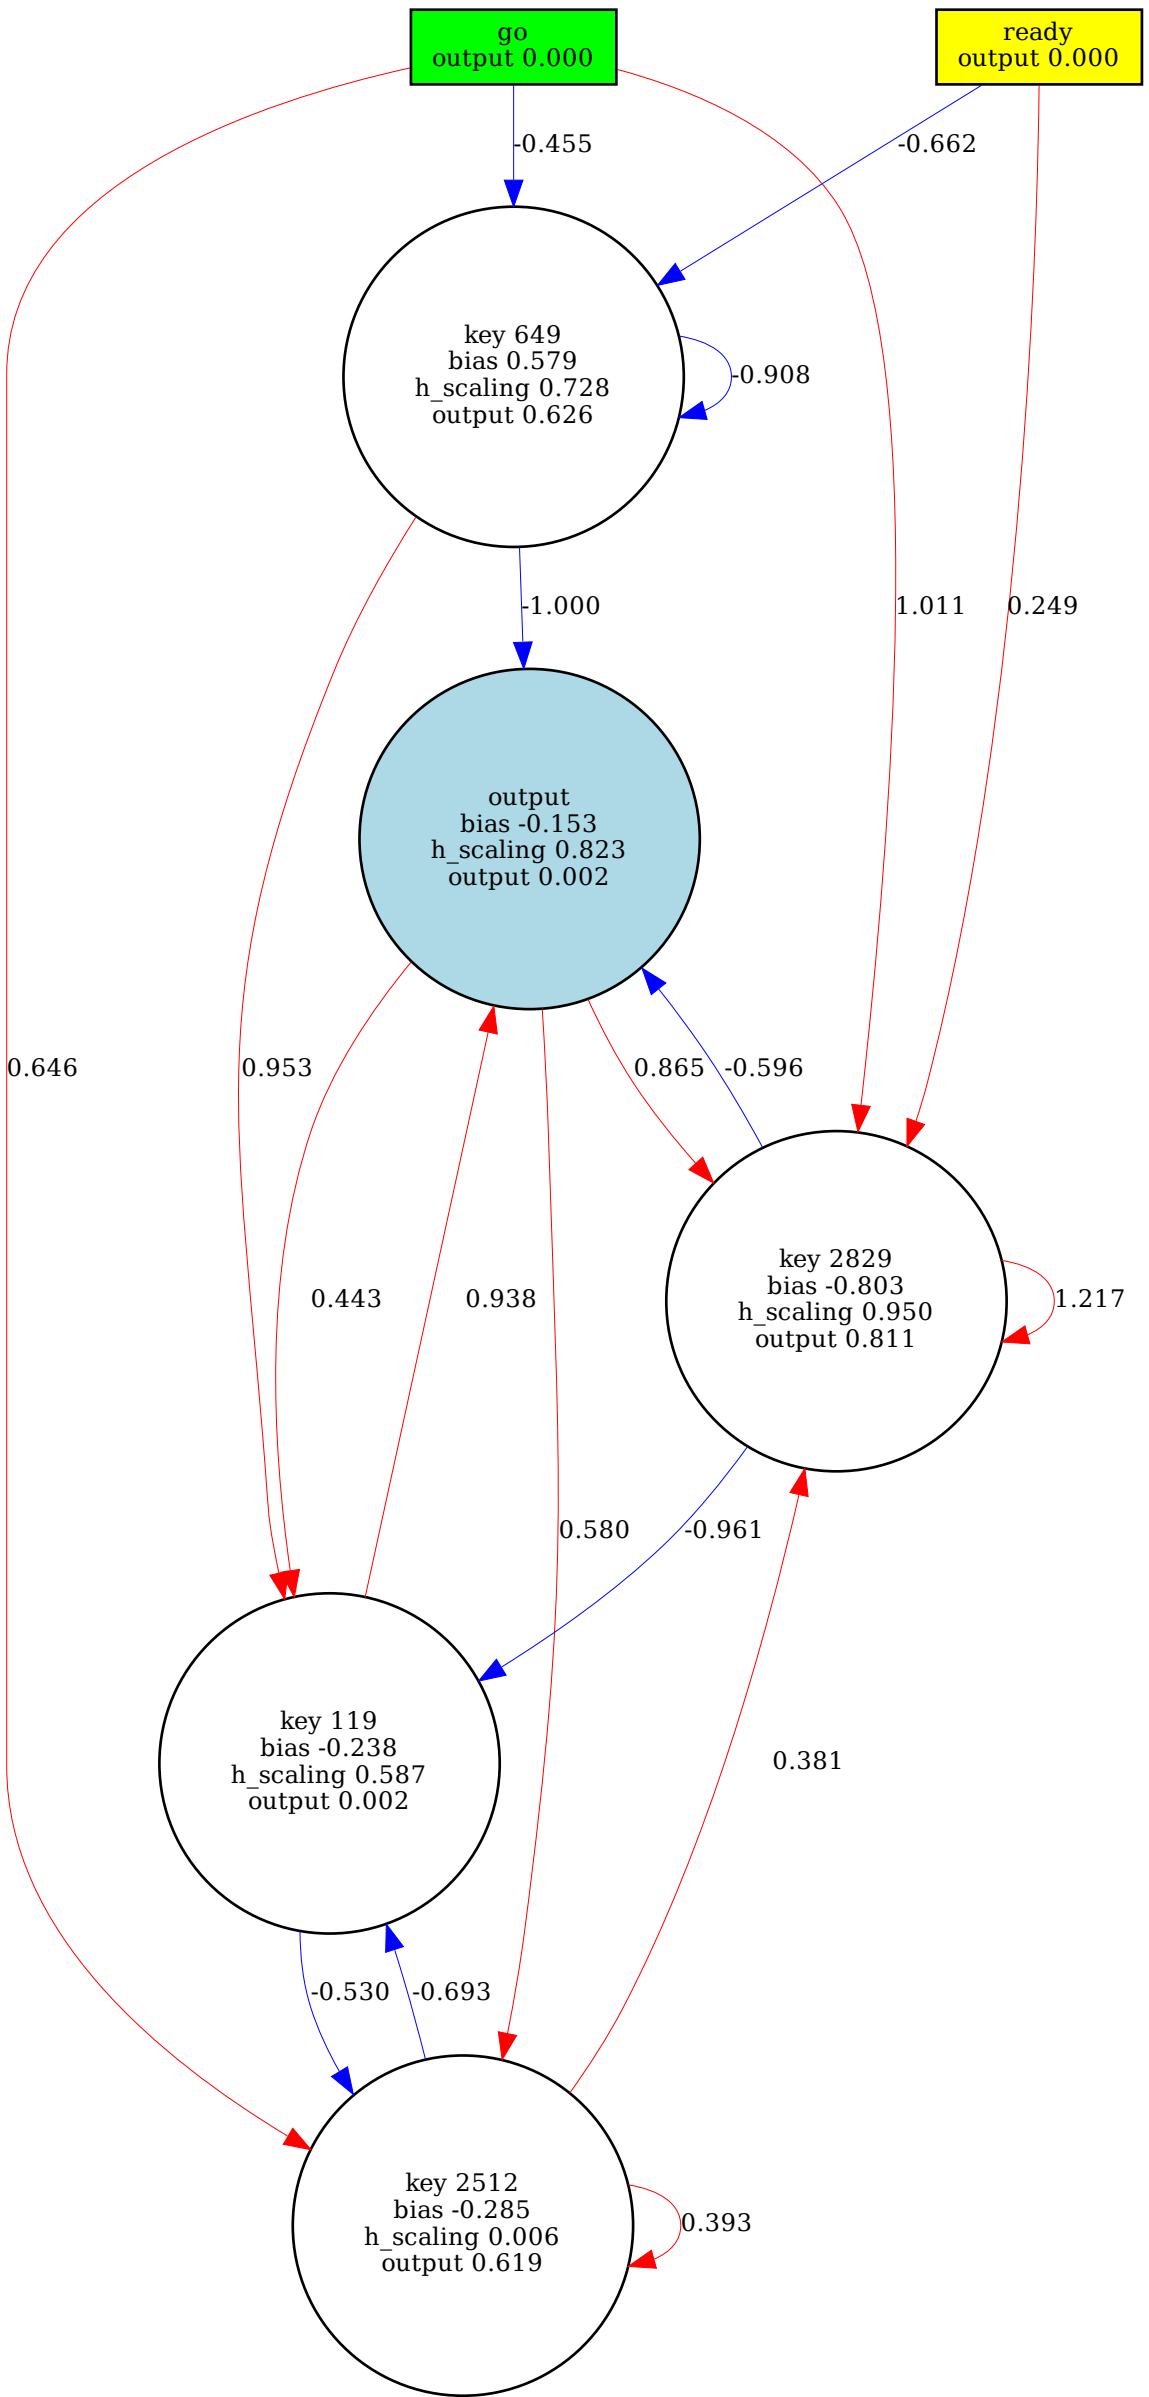 go
output 0.000
ready
output 0.000
-0.455
-0.662
key 649
bias 0.579
h_scaling 0.728
output 0.626
-0.908
-1.000
1.011
0.249
output
bias -0.153
h_scaling 0.823
output 0.002
0.646
0.953
0.865
-0.596
key 2829
bias -0.803
h_scaling 0.950
output 0.811
0.443
0.938
1.217
0.580
-0.961
key 119
bias -0.238
h_scaling 0.587
output 0.002
0.381
-0.530
-0.693
key 2512
bias -0.285
h_scaling 0.006
output 0.619
0.393